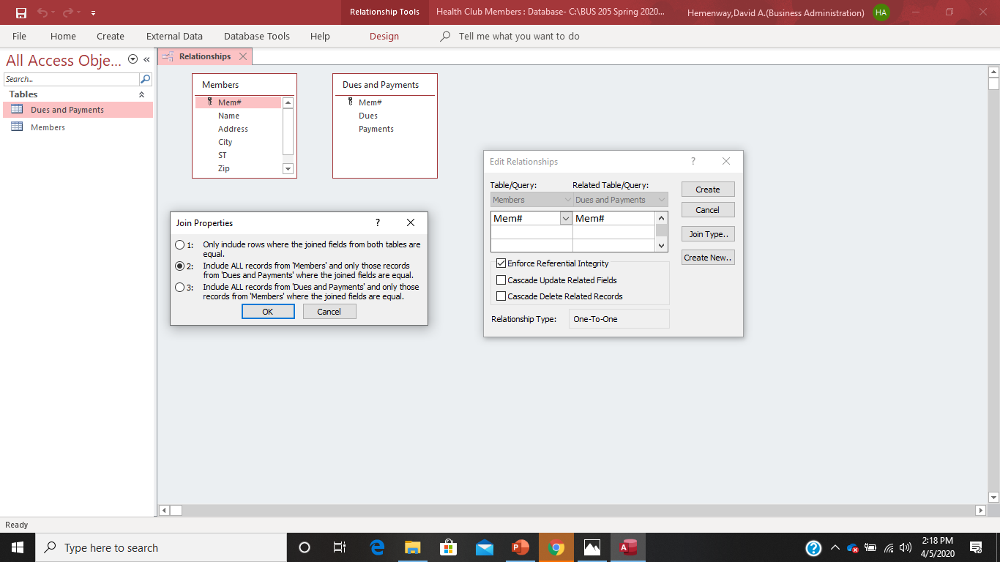 Relationship Tools
Health Club Members : Database- C:\BUS 205 Spring 2020...
Hemenway,David A.(Business Administration)
HA
File
Home
Create
External Data
Database Tools
Help
Design
Tell me what you want to do
All Access Obje...
Search...
Tables
Dues and Payments
Members
Relationships
Members
Mem#
Name
Address
City
ST
Zip
Dues and Payments
Mem#
Dues
Payments
Join Properties
?
1: Only include rows where the joined fields from both tables are
equal.
2: Include ALL records from 'Members' and only those records
from 'Dues and Payments' where the joined fields are equal.
3: Include ALL records from 'Dues and Payments' and only those
records from 'Members' where the joined fields are equal.
OK
Cancel
Edit Relationships
?
Table/Query:
Related Table/Query:
Members
Dues and Payments
Mem#
Mem#
Enforce Referential Integrity
Cascade Update Related Fields
Cascade Delete Related Records
Relationship Type:
One-To-One
Create
Cancel
Join Type..
Create New..
Ready
Type here to search
2:18 PM
4/5/2020